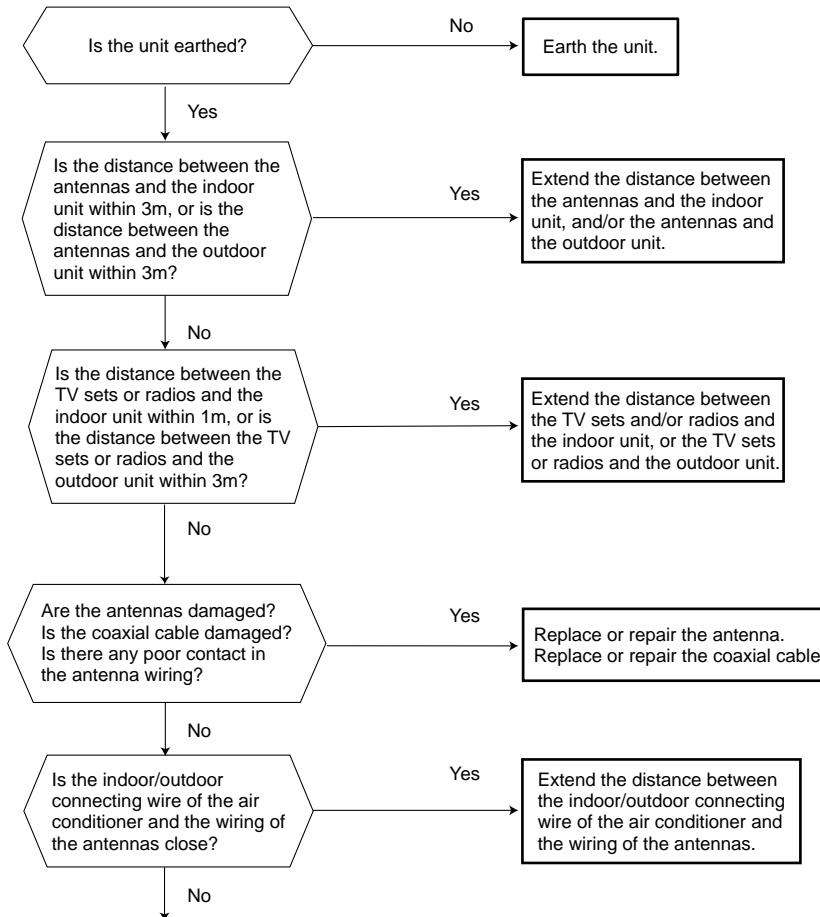 Is the unit earthed?
No
Earth the unit.
Yes
Is the distance between the
antennas and the indoor
unit within 3m, or is the
distance between the
antennas and the outdoor
unit within 3m?
Yes
Extend the distance between
the antennas and the indoor
unit, and/or the antennas and
the outdoor unit.
No
Is the distance between the
TV sets or radios and the
indoor unit within 1m, or is
the distance between the TV
sets or radios and the
outdoor unit within 3m?
Yes
Extend the distance between
the TV sets and/or radios and
the indoor unit, or the TV sets
or radios and the outdoor unit.
No
Are the antennas damaged?
Is the coaxial cable damaged?
Is there any poor contact in
the antenna wiring?
Yes
Replace or repair the antenna.
Replace or repair the coaxial cable
No
Is the indoor/outdoor
connecting wire of the air
conditioner and the wiring of
the antennas close?
Yes
Extend the distance between
the indoor/outdoor connecting
wire of the air conditioner and
the wiring of the antennas.
No